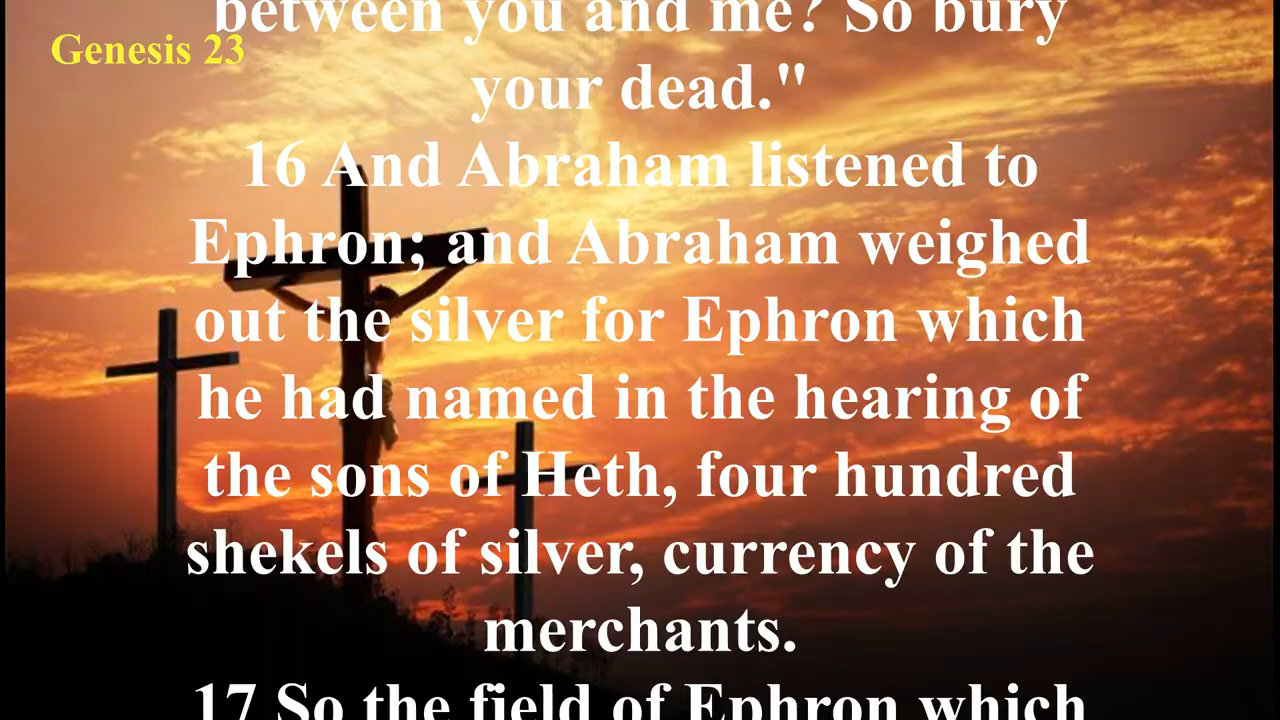 between you and me? So bury
Genesis 23
your dead."
16 And Abraham listened to
Ephron; and Abraham weighed
out the silver for Ephron which
he had named in the hearing of
the sons of Heth, four hundred
shekels of silver, currency of the
merchants.
17 So the field of Ephron which